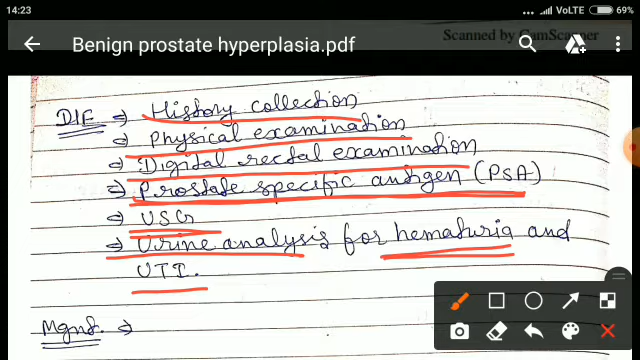 14:23 VoLTE 69%
Benign prostate hyperplasia.pdf
Scanned by CamScanner
D|F ⇒ History collection
⇒ Physical examination
⇒ Digital rectal examination
⇒ Prostate specific antigen (PSA)
⇒ USG
⇒ Urine analysis for hematuria and
UTI.
Mgnt. ⇒